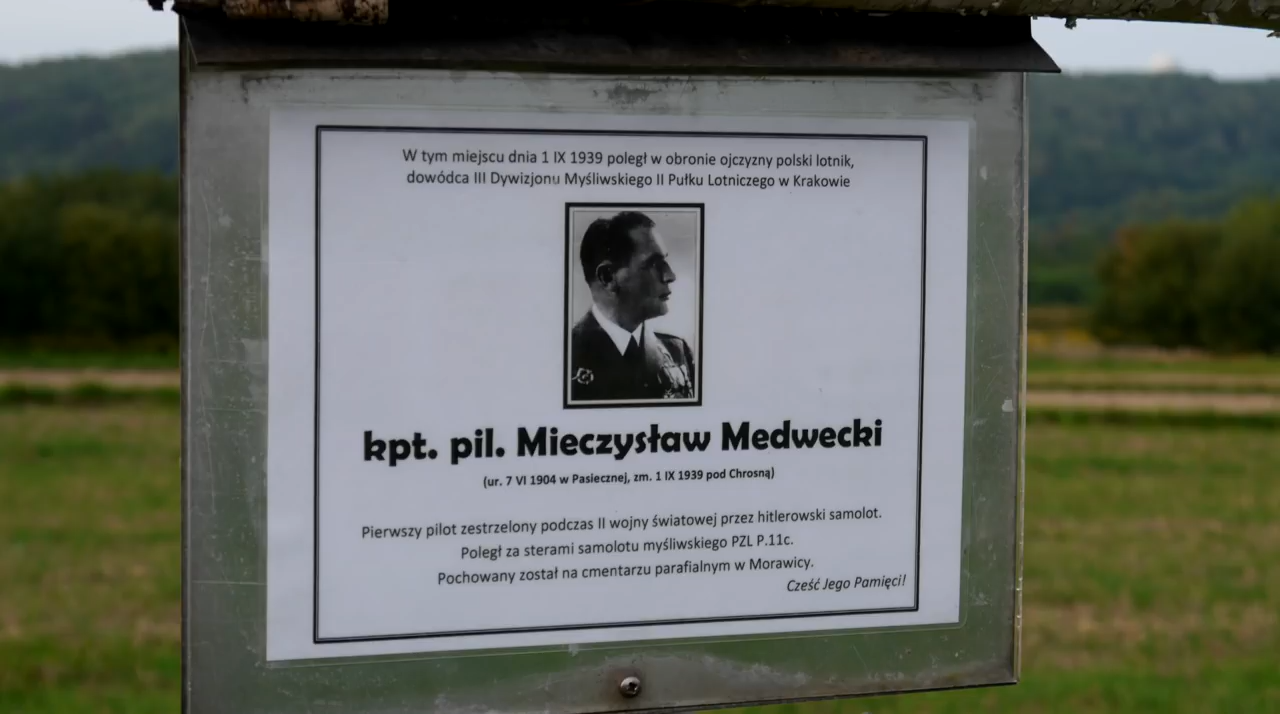 W tym miejscu dnia 1 IX 1939 poległ w obronie ojczyzny polski lotnik,
dowódca III Dywizjonu Myśliwskiego II Pułku Lotniczego w Krakowie
kpt. pil. Mieczysław Medwecki
(ur. 7 VI 1904 w Pasiecznej, zm. 1 IX 1939 pod Chrosną)
Pierwszy pilot zestrzelony podczas II wojny światowej przez hitlerowski samolot.
Poległ za sterami samolotu myśliwskiego PZL P.11c.
Pochowany został na cmentarzu parafialnym w Morawicy.
Cześć Jego Pamięci!